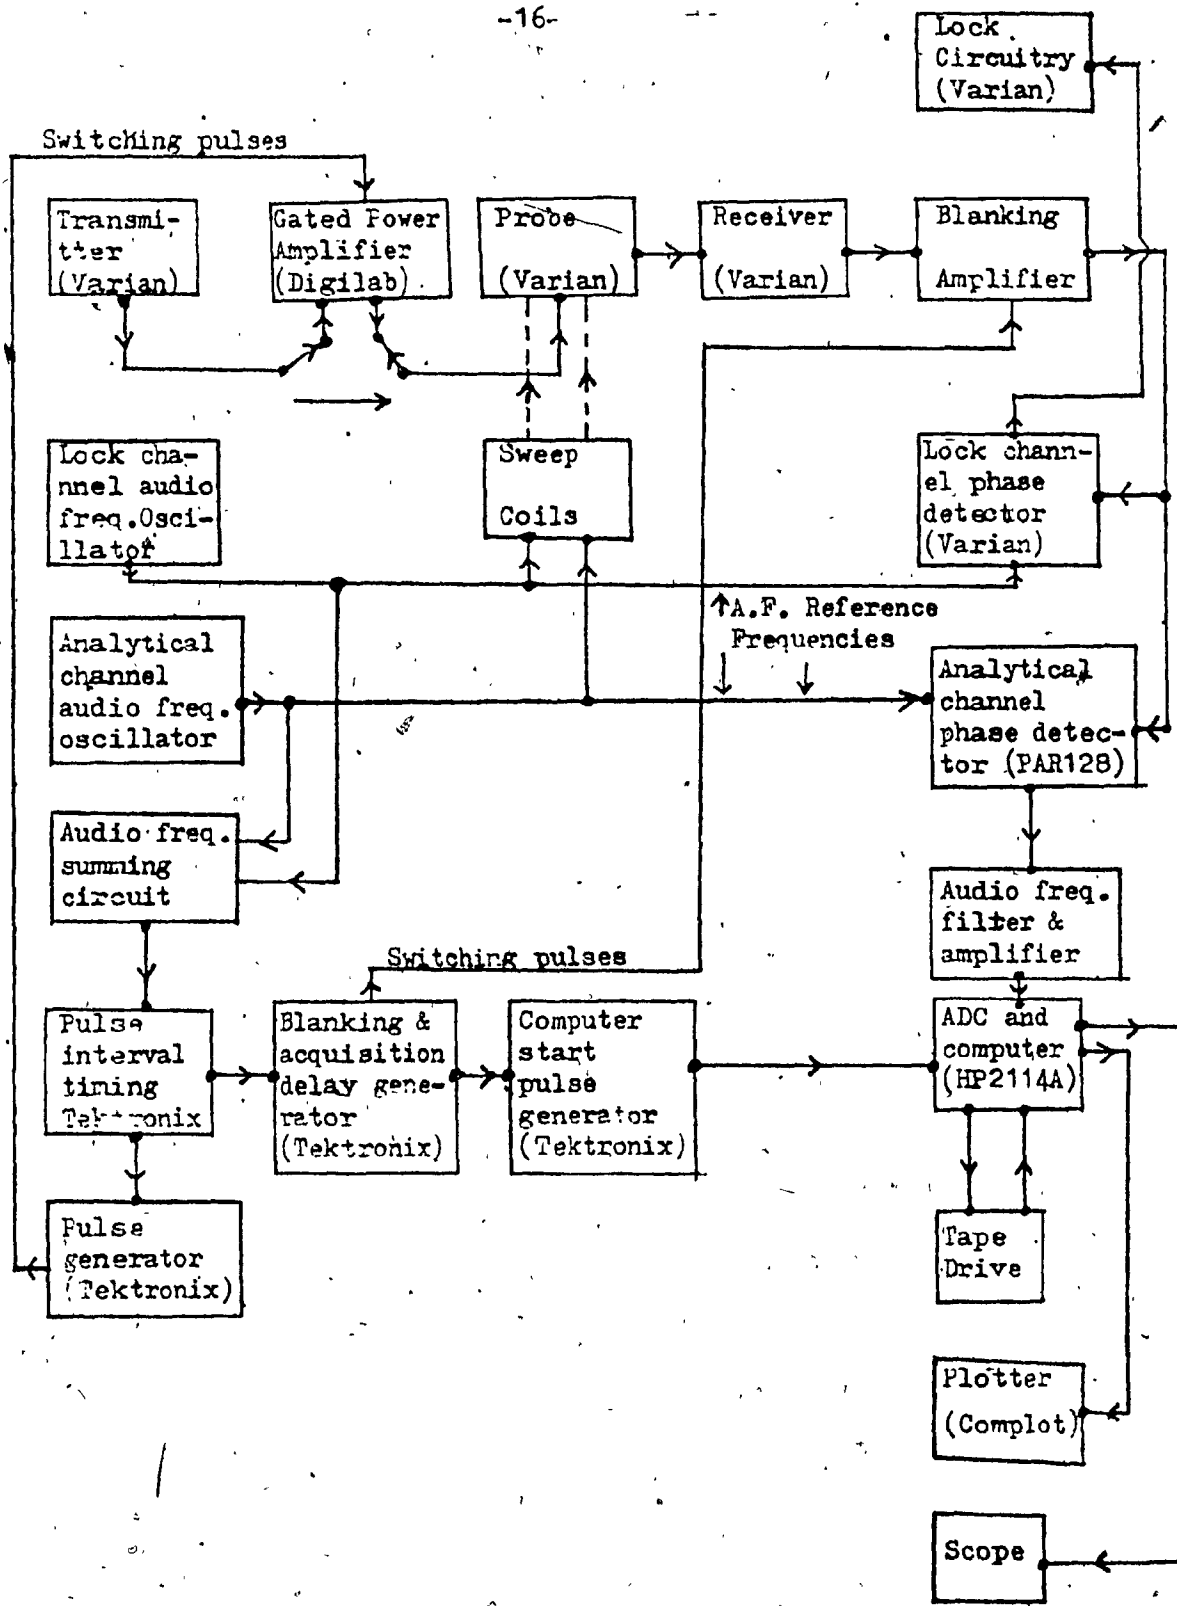 -16-
Lock
Circuitry
(Varian)
Switching pulses
Transmi-
tter
(Varian)
Gated Power
Amplifier
(Digilab)
Probe
(Varian)
Receiver
(Varian)
Blanking
Amplifier
Lock cha-
nnel audio
freq.Osci-
llator
Sweep
Coils
Lock chann-
el phase
detector
(Varian)
A.F. Reference
Frequencies
Analytical
channel
audio freq.
oscillator
Analytical
channel
phase detec-
tor (PAR128)
Audio freq.
summing
circuit
Audio freq.
filter &
amplifier
Switching pulses
Pulse
interval
timing
Tektronix
Blanking &
acquisition
delay gene-
rator
(Tektronix)
Computer
start
pulse
generator
(Tektronix)
ADC and
computer
(HP2114A)
Pulse
generator
(Tektronix)
Tape
Drive
Plotter
(Complot)
Scope